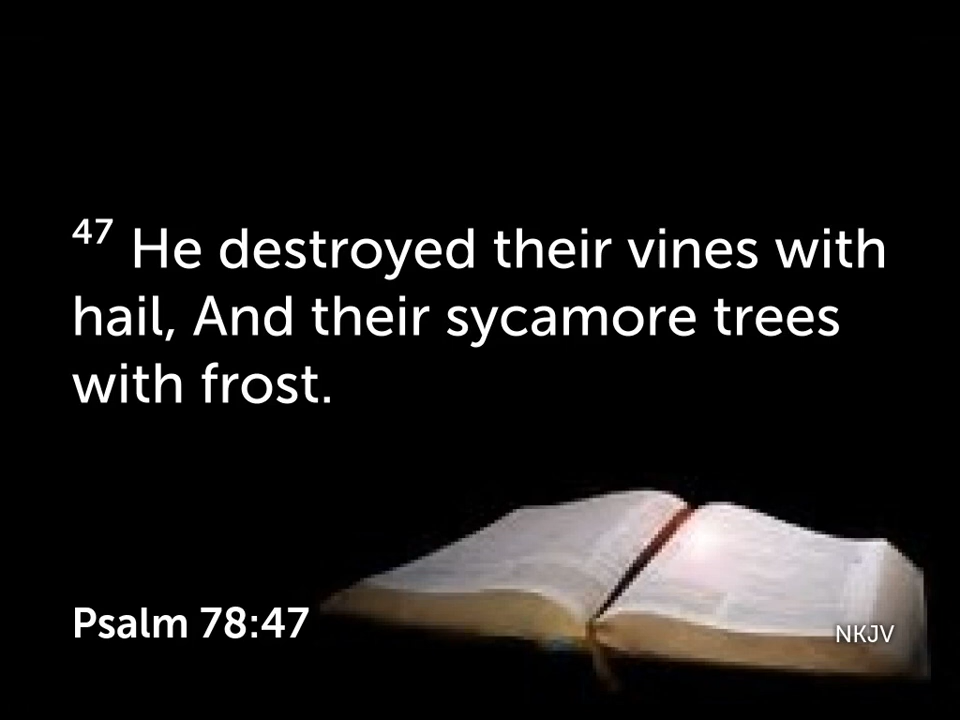 47 He destroyed their vines with
hail, And their sycamore trees
with frost.
Psalm 78:47
NKJV